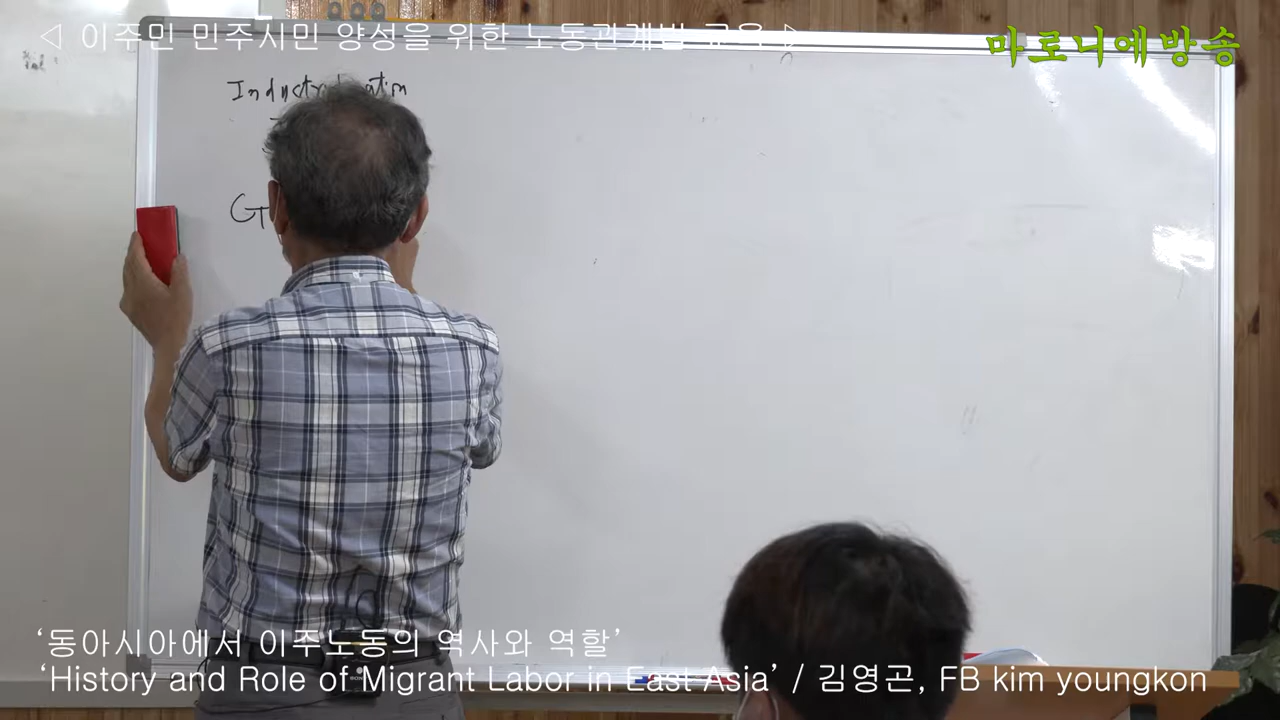 ◁ 이주민 민주시민 양성을 위한 노동관계법 교육 ▷
마로니에방송
‘동아시아에서 이주노동의 역사와 역할’
‘History and Role of Migrant Labor in East Asia’ / 김영곤, FB kim youngkon